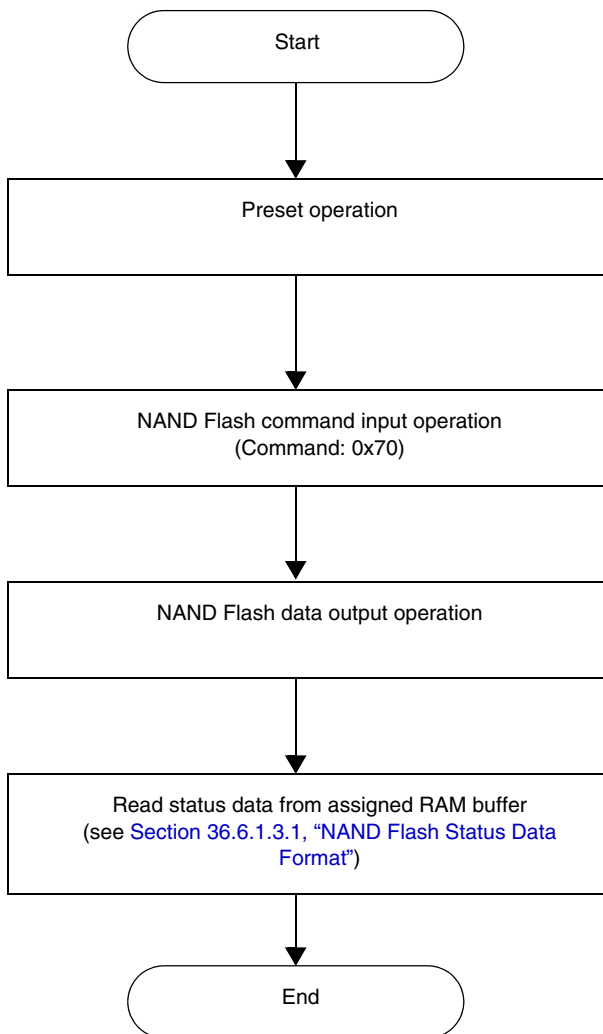 Start
Preset operation
NAND Flash command input operation
(Command: 0x70)
NAND Flash data output operation
Read status data from assigned RAM buffer
(see Section 36.6.1.3.1, “NAND Flash Status Data
Format”)
End